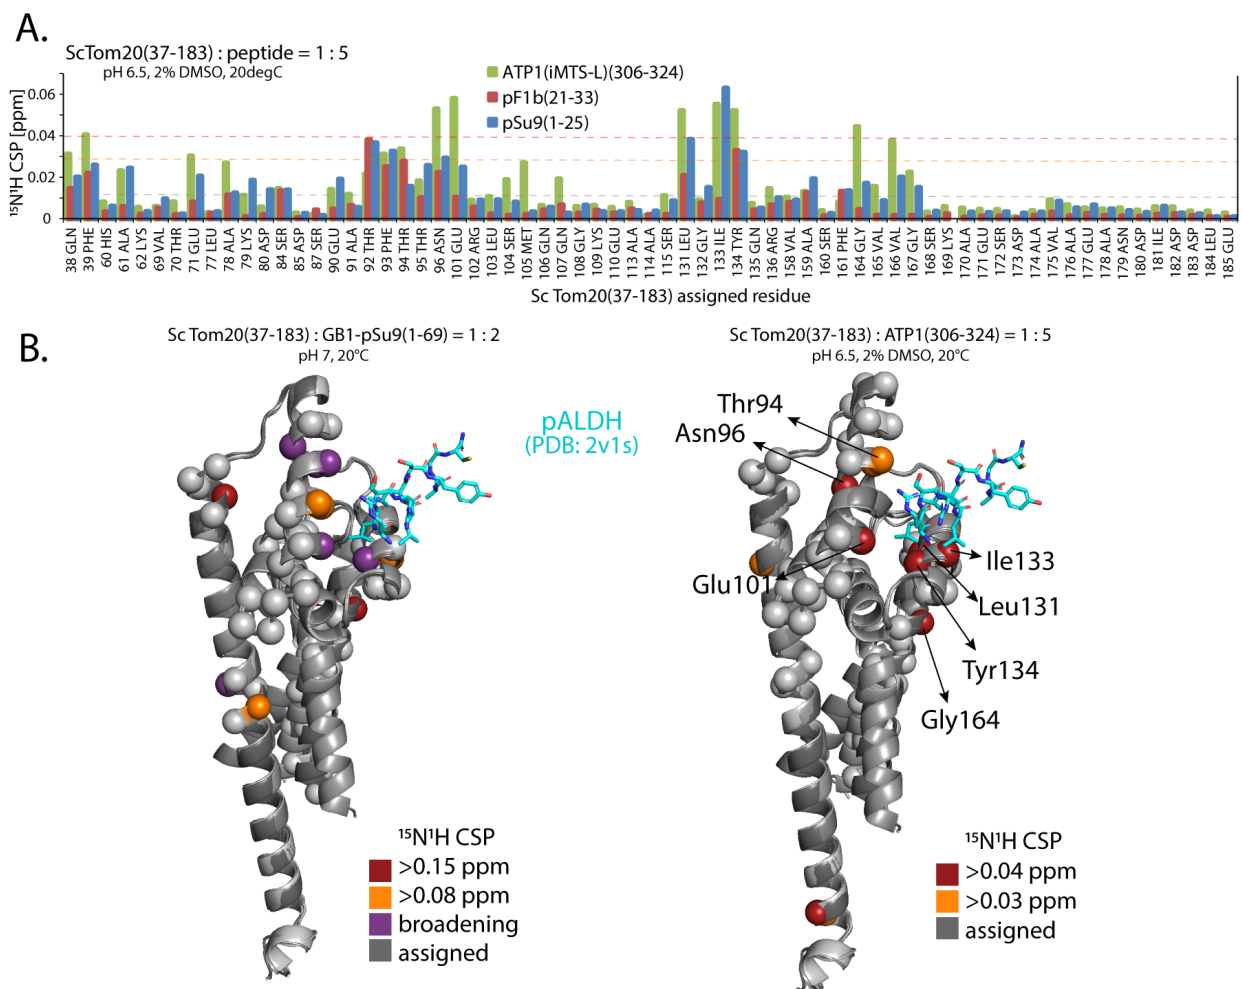 A.
ScTom20(37-183) : peptide = 1 : 5
pH 6.5, 2% DMSO, 20degC
ATP1(iMTS-L)(306-324)
pF1b(21-33)
pSu9(1-25)
¹⁵N¹H CSP [ppm]
0.06
0.04
0.02
0
38 GLN
39 PHE
60 HIS
61 ALA
62 LYS
69 VAL
70 THR
71 GLU
77 LEU
78 ALA
79 LYS
80 ASP
84 SER
85 ASP
87 SER
90 GLU
91 ALA
92 THR
93 PHE
94 THR
95 THR
96 ASN
101 GLU
102 ARG
103 LEU
104 SER
105 MET
106 GLN
107 GLN
108 GLY
109 LYS
110 GLU
113 ALA
114 ALA
115 SER
131 LEU
132 GLY
133 ILE
134 TYR
135 GLN
136 ARG
158 VAL
159 ALA
160 SER
161 PHE
164 GLY
165 VAL
166 VAL
167 GLY
168 SER
169 LYS
170 ALA
171 GLU
172 SER
173 ASP
174 ALA
175 VAL
176 ALA
177 GLU
178 ALA
179 ASN
180 ASP
181 ILE
182 ASP
183 ASP
184 LEU
185 GLU
Sc Tom20(37-183) assigned residue
B.
Sc Tom20(37-183) : GB1-pSu9(1-69) = 1 : 2
pH 7, 20°C
Sc Tom20(37-183) : ATP1(306-324) = 1 : 5
pH 6.5, 2% DMSO, 20°C
pALDH
(PDB: 2v1s)
Thr94
Asn96
Glu101
Ile133
Leu131
Tyr134
Gly164
¹⁵N¹H CSP
>0.15 ppm
>0.08 ppm
broadening
assigned
¹⁵N¹H CSP
>0.04 ppm
>0.03 ppm
assigned